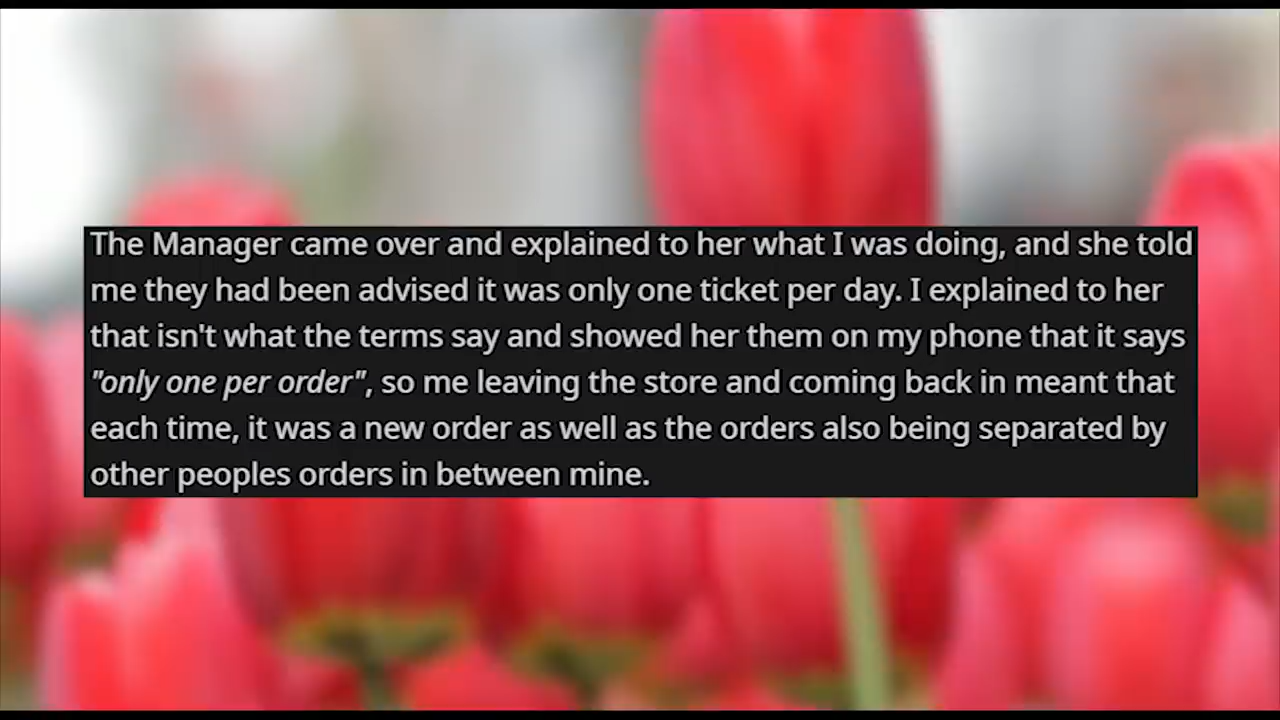 The Manager came over and explained to her what I was doing, and she told
me they had been advised it was only one ticket per day. I explained to her
that isn't what the terms say and showed her them on my phone that it says
"only one per order", so me leaving the store and coming back in meant that
each time, it was a new order as well as the orders also being separated by
other peoples orders in between mine.